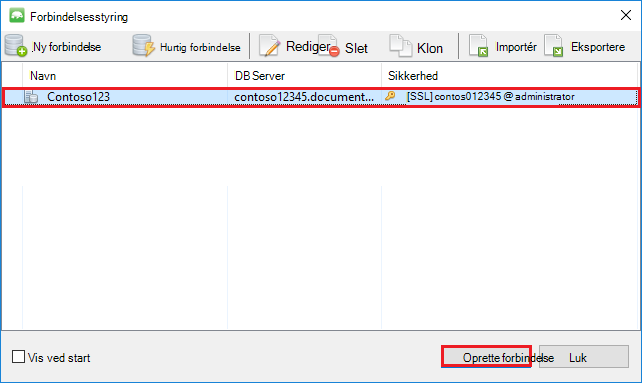 Forbindelsesstyring
Ny forbindelse Hurtig forbindelse Rediger Slet Klon Importér Eksportere
Navn DB Server Sikkerhed
Contoso123 contoso12345.document... [SSL] contos012345 @ administrator
Vis ved start Oprette forbindelse Luk